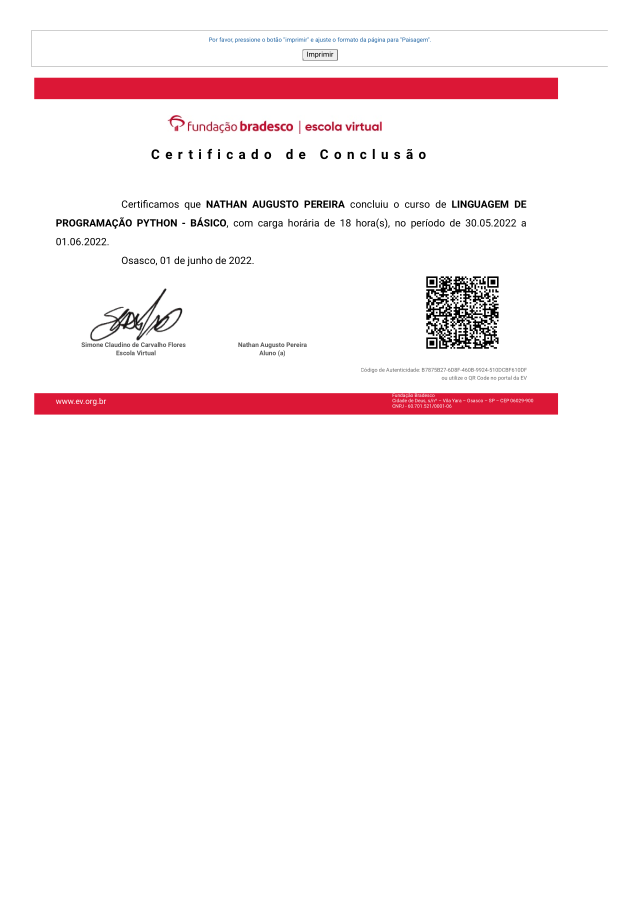 Por favor, pressione o botão "imprimir" e ajuste o formato da página para "Paisagem".
Imprimir
fundação bradesco | escola virtual
Certificado de Conclusão
Certificamos que NATHAN AUGUSTO PEREIRA concluiu o curso de LINGUAGEM DE
PROGRAMAÇÃO PYTHON - BÁSICO, com carga horária de 18 hora(s), no período de 30.05.2022 a
01.06.2022.
Osasco, 01 de junho de 2022.
Simone Claudino de Carvalho Flores
Escola Virtual
Nathan Augusto Pereira
Aluno (a)
Código de Autenticidade:
ou utilize o QR Code no portal da EV
www.ev.org.br
Fundação Bradesco
Cidade de Deus, s/nº – Vila Yara – Osasco – SP – CEP 06029-900
CNPJ - 60.701.521/0001-06